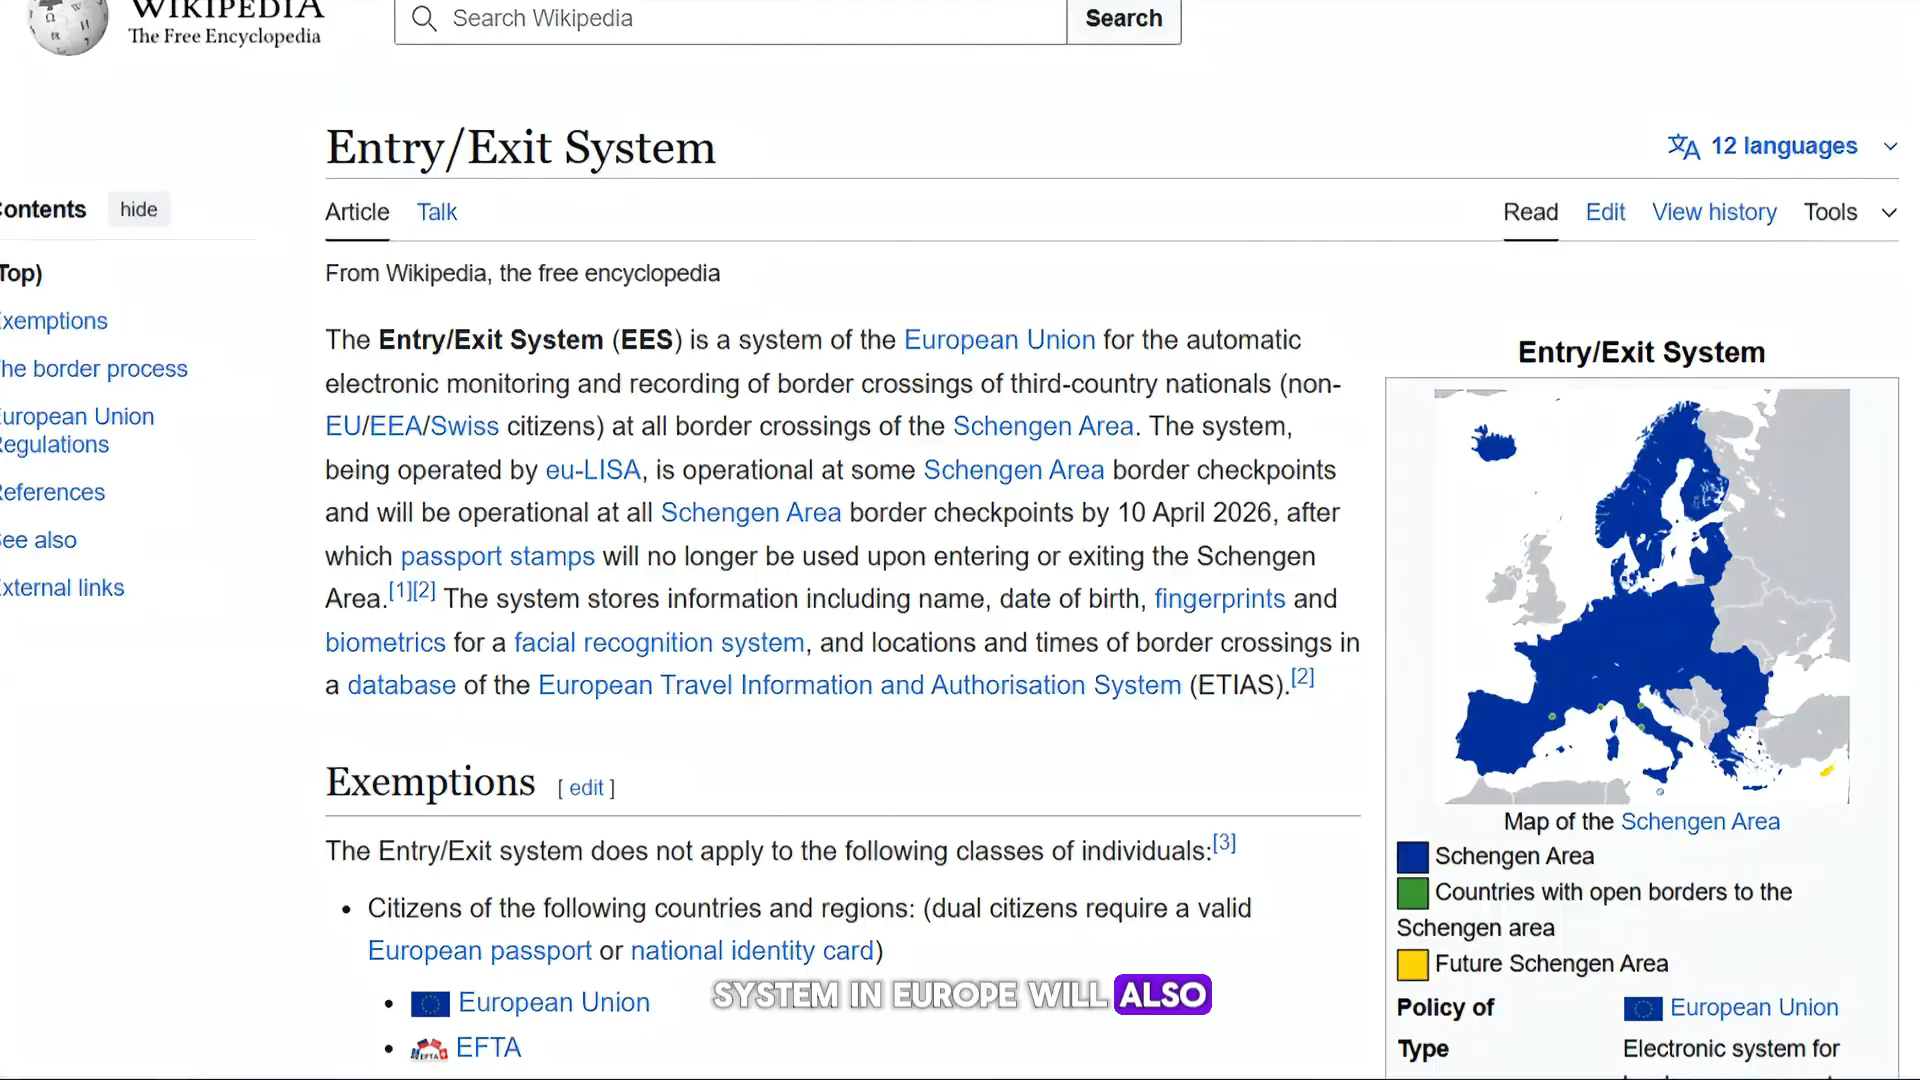 WIKIPEDIA
The Free Encyclopedia
Search Wikipedia
Search
Entry/Exit System
12 languages
Contents
hide
Article
Talk
Read
Edit
View history
Tools
(Top)
Exemptions
The border process
European Union
Regulations
References
See also
External links
From Wikipedia, the free encyclopedia
The Entry/Exit System (EES) is a system of the European Union for the automatic
electronic monitoring and recording of border crossings of third-country nationals (non-
EU/EEA/Swiss citizens) at all border crossings of the Schengen Area. The system,
being operated by eu-LISA, is operational at some Schengen Area border checkpoints
and will be operational at all Schengen Area border checkpoints by 10 April 2026, after
which passport stamps will no longer be used upon entering or exiting the Schengen
Area.[1][2] The system stores information including name, date of birth, fingerprints and
biometrics for a facial recognition system, and locations and times of border crossings in
a database of the European Travel Information and Authorisation System (ETIAS).[2]
Exemptions [ edit ]
The Entry/Exit system does not apply to the following classes of individuals:[3]
• Citizens of the following countries and regions: (dual citizens require a valid
European passport or national identity card)
• European Union
• EFTA
SYSTEM IN EUROPE WILL ALSO
Entry/Exit System
Map of the Schengen Area
Schengen Area
Countries with open borders to the
Schengen area
Future Schengen Area
Policy of European Union
Type Electronic system for